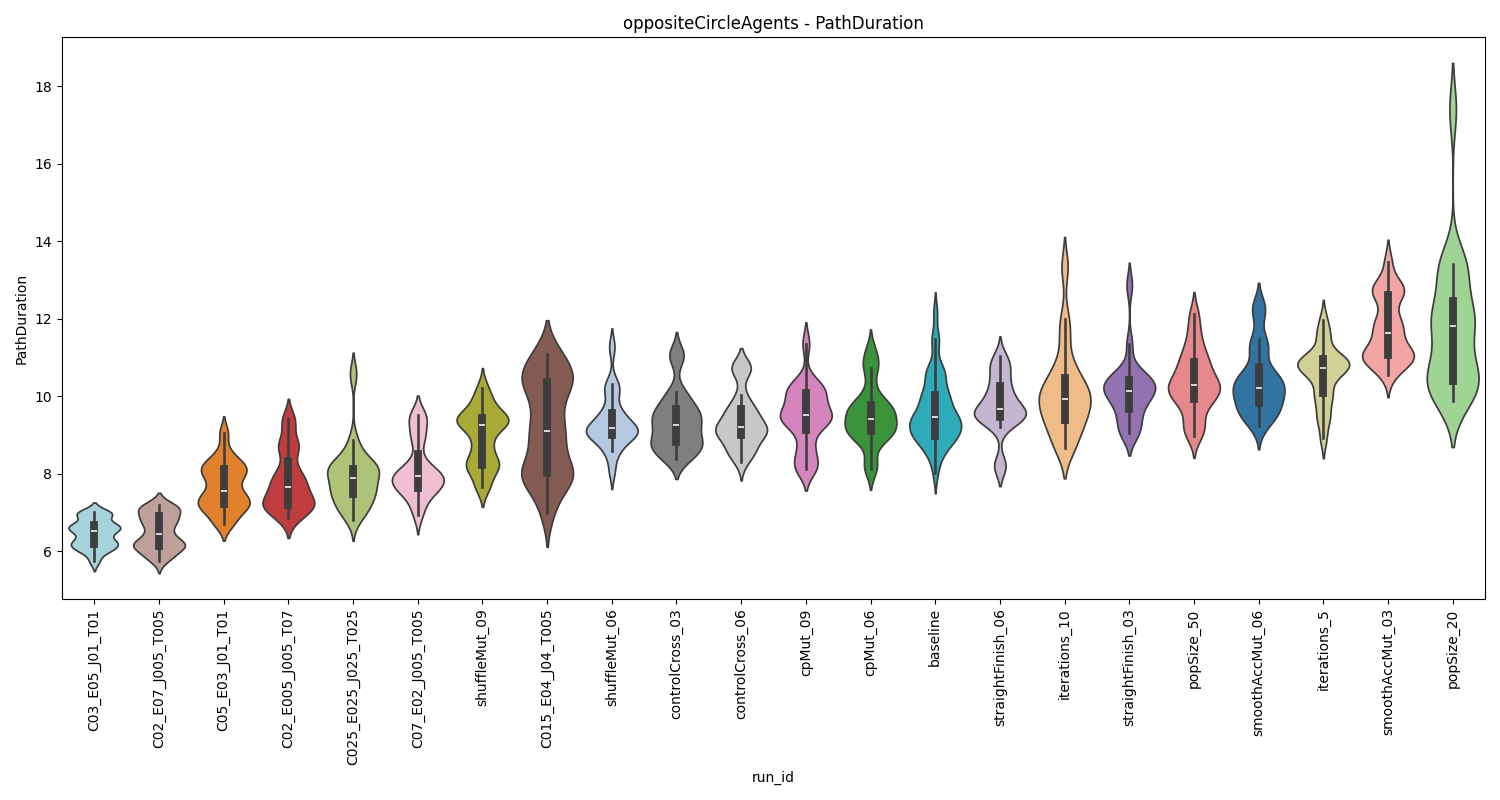 oppositeCircleAgents - PathDuration
PathDuration
18
16
14
12
10
8
6
C03_E05_J01_T01
C02_E07_J005_T005
C05_E03_J01_T01
C02_E005_J005_T07
C025_E025_J025_T025
C07_E02_J005_T005
shuffleMut_09
C015_E04_J04_T005
shuffleMut_06
controlCross_03
controlCross_06
cpMut_09
cpMut_06
baseline
straightFinish_06
iterations_10
straightFinish_03
popSize_50
smoothAccMut_06
iterations_5
smoothAccMut_03
popSize_20
run_id